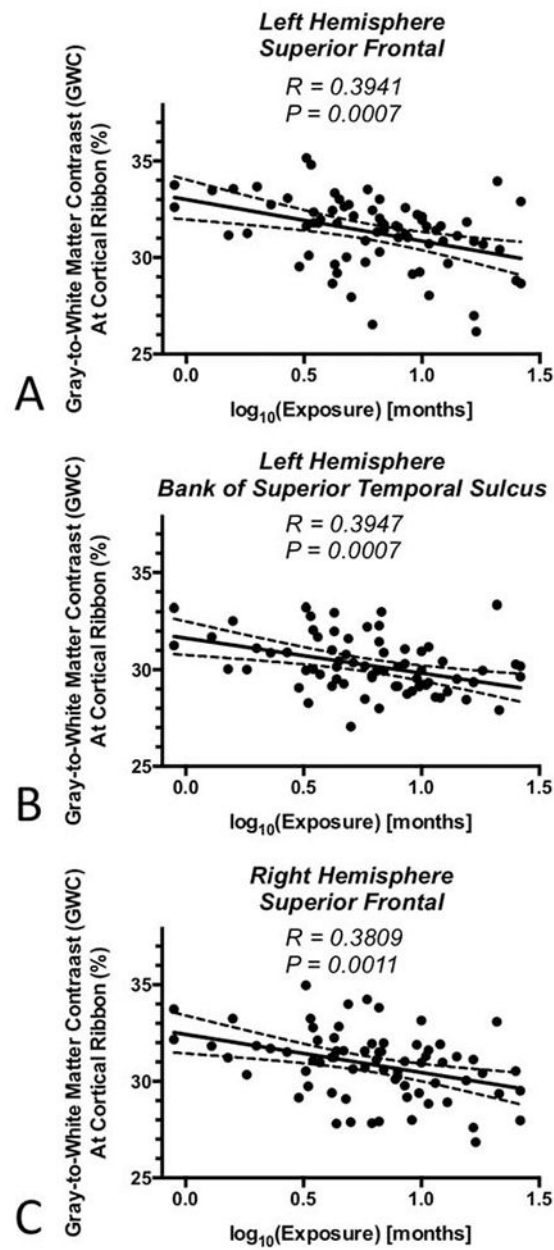 Left Hemisphere
Superior Frontal
R = 0.3941
P = 0.0007
Gray-to-White Matter Contraast (GWC)
At Cortical Ribbon (%)
35
30
25
0.0 0.5 1.0 1.5
log10(Exposure) [months]
A
Left Hemisphere
Bank of Superior Temporal Sulcus
R = 0.3947
P = 0.0007
Gray-to-White Matter Contraast (GWC)
At Cortical Ribbon (%)
35
30
25
0.0 0.5 1.0 1.5
log10(Exposure) [months]
B
Right Hemisphere
Superior Frontal
R = 0.3809
P = 0.0011
Gray-to-White Matter Contraast (GWC)
At Cortical Ribbon (%)
35
30
25
0.0 0.5 1.0 1.5
log10(Exposure) [months]
C